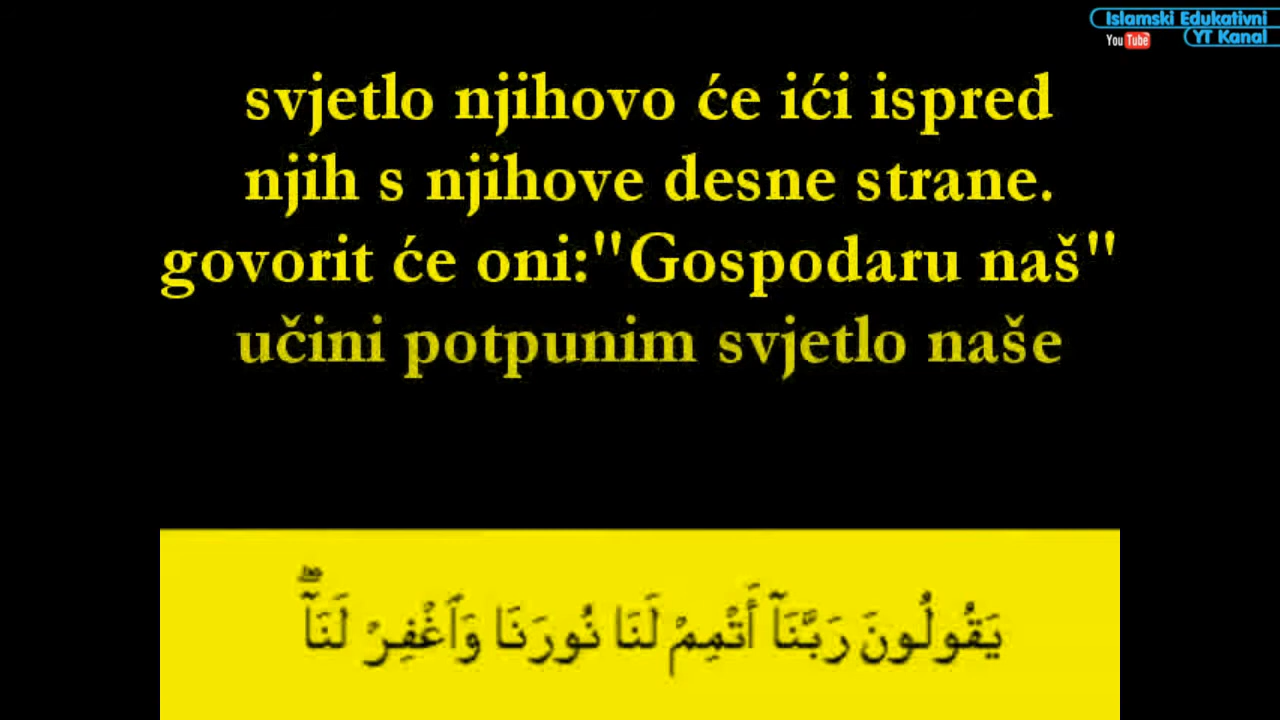 Islamski Edukativni
YouTube YT Kanal
svjetlo njihovo će ići ispred
njih s njihove desne strane.
govorit će oni:"Gospodaru naš"
učini potpunim svjetlo naše
يَقُولُونَ رَبَّنَآ أَتْمِمْ لَنَا نُورَنَا وَٱغْفِرْ لَنَآۖ